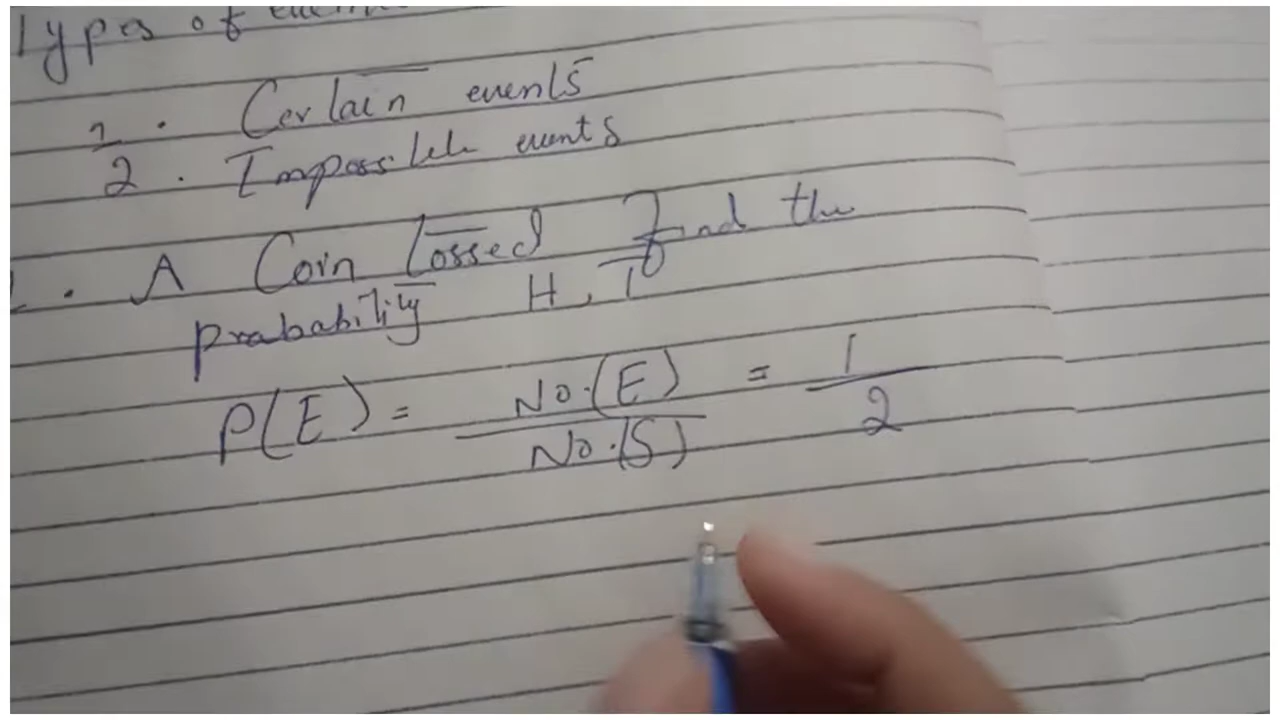 Types of
1. Certain events
2. Impossible events
. A Coin tossed find the
probability H, T
P(E) = No.(E) / No.(S) = 1 / 2